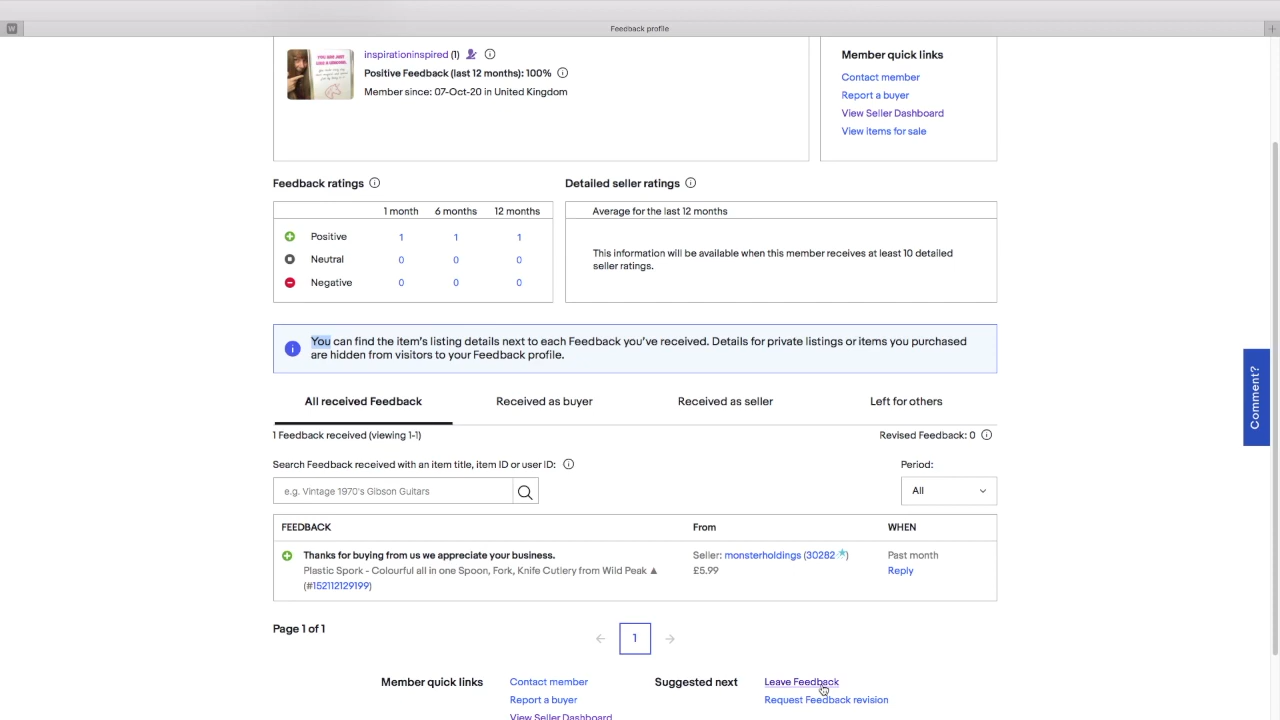 W
Feedback profile
inspirationinspired (1)
Positive Feedback (last 12 months): 100%
Member since: 07-Oct-20 in United Kingdom
Member quick links
Contact member
Report a buyer
View Seller Dashboard
View items for sale
Feedback ratings
1 month 6 months 12 months
Positive 1 1 1
Neutral 0 0 0
Negative 0 0 0
Detailed seller ratings
Average for the last 12 months
This information will be available when this member receives at least 10 detailed
seller ratings.
You can find the item's listing details next to each Feedback you've received. Details for private listings or items you purchased
are hidden from visitors to your Feedback profile.
Comment?
All received Feedback Received as buyer Received as seller Left for others
1 Feedback received (viewing 1-1) Revised Feedback: 0
Search Feedback received with an item title, item ID or user ID: Period:
e.g. Vintage 1970's Gibson Guitars All
FEEDBACK From WHEN
Thanks for buying from us we appreciate your business. Seller: monsterholdings (30282) Past month
Plastic Spork - Colourful all in one Spoon, Fork, Knife Cutlery from Wild Peak ▲ £5.99 Reply
(#152112129199)
Page 1 of 1 1
Member quick links Contact member Suggested next Leave Feedback
Report a buyer Request Feedback revision
View Seller Dashboard